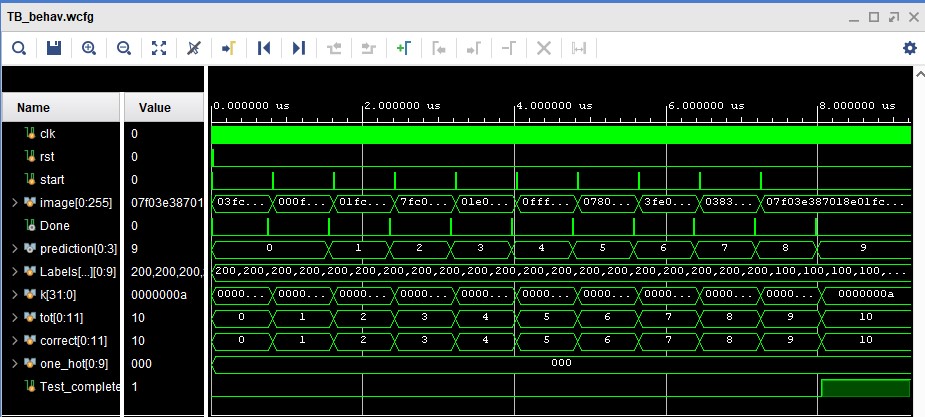 TB_behav.wcfg
Name Value
0.000000 us 2.000000 us 4.000000 us 6.000000 us 8.000000 us
clk 0
rst 0
start 0
image[0:255] 07f03e38701 03fc... 000f... 01fc... 7fc0... 01e0... 0fff... 0780... 3fe0... 0383... 07f03e387018e01fc...
Done 0
prediction[0:3] 9 0 1 2 3 4 5 6 7 8 9
Labels[...][0:9] 200,200,200, 200,200,200,200,200,200,200,200,200,200,200,200,200,200,200,200,100,100,100,100,...
k[31:0] 0000000a 0000... 0000... 0000... 0000... 0000... 0000... 0000... 0000... 0000... 0000... 0000000a
tot[0:11] 10 0 1 2 3 4 5 6 7 8 9 10
correct[0:11] 10 0 1 2 3 4 5 6 7 8 9 10
one_hot[0:9] 000 000
Test_complete 1